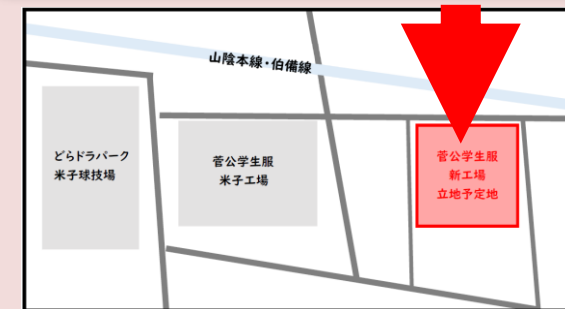 山陰本線・伯備線
どらドラパーク
米子球技場
菅公学生服
米子工場
菅公学生服
新工場
立地予定地